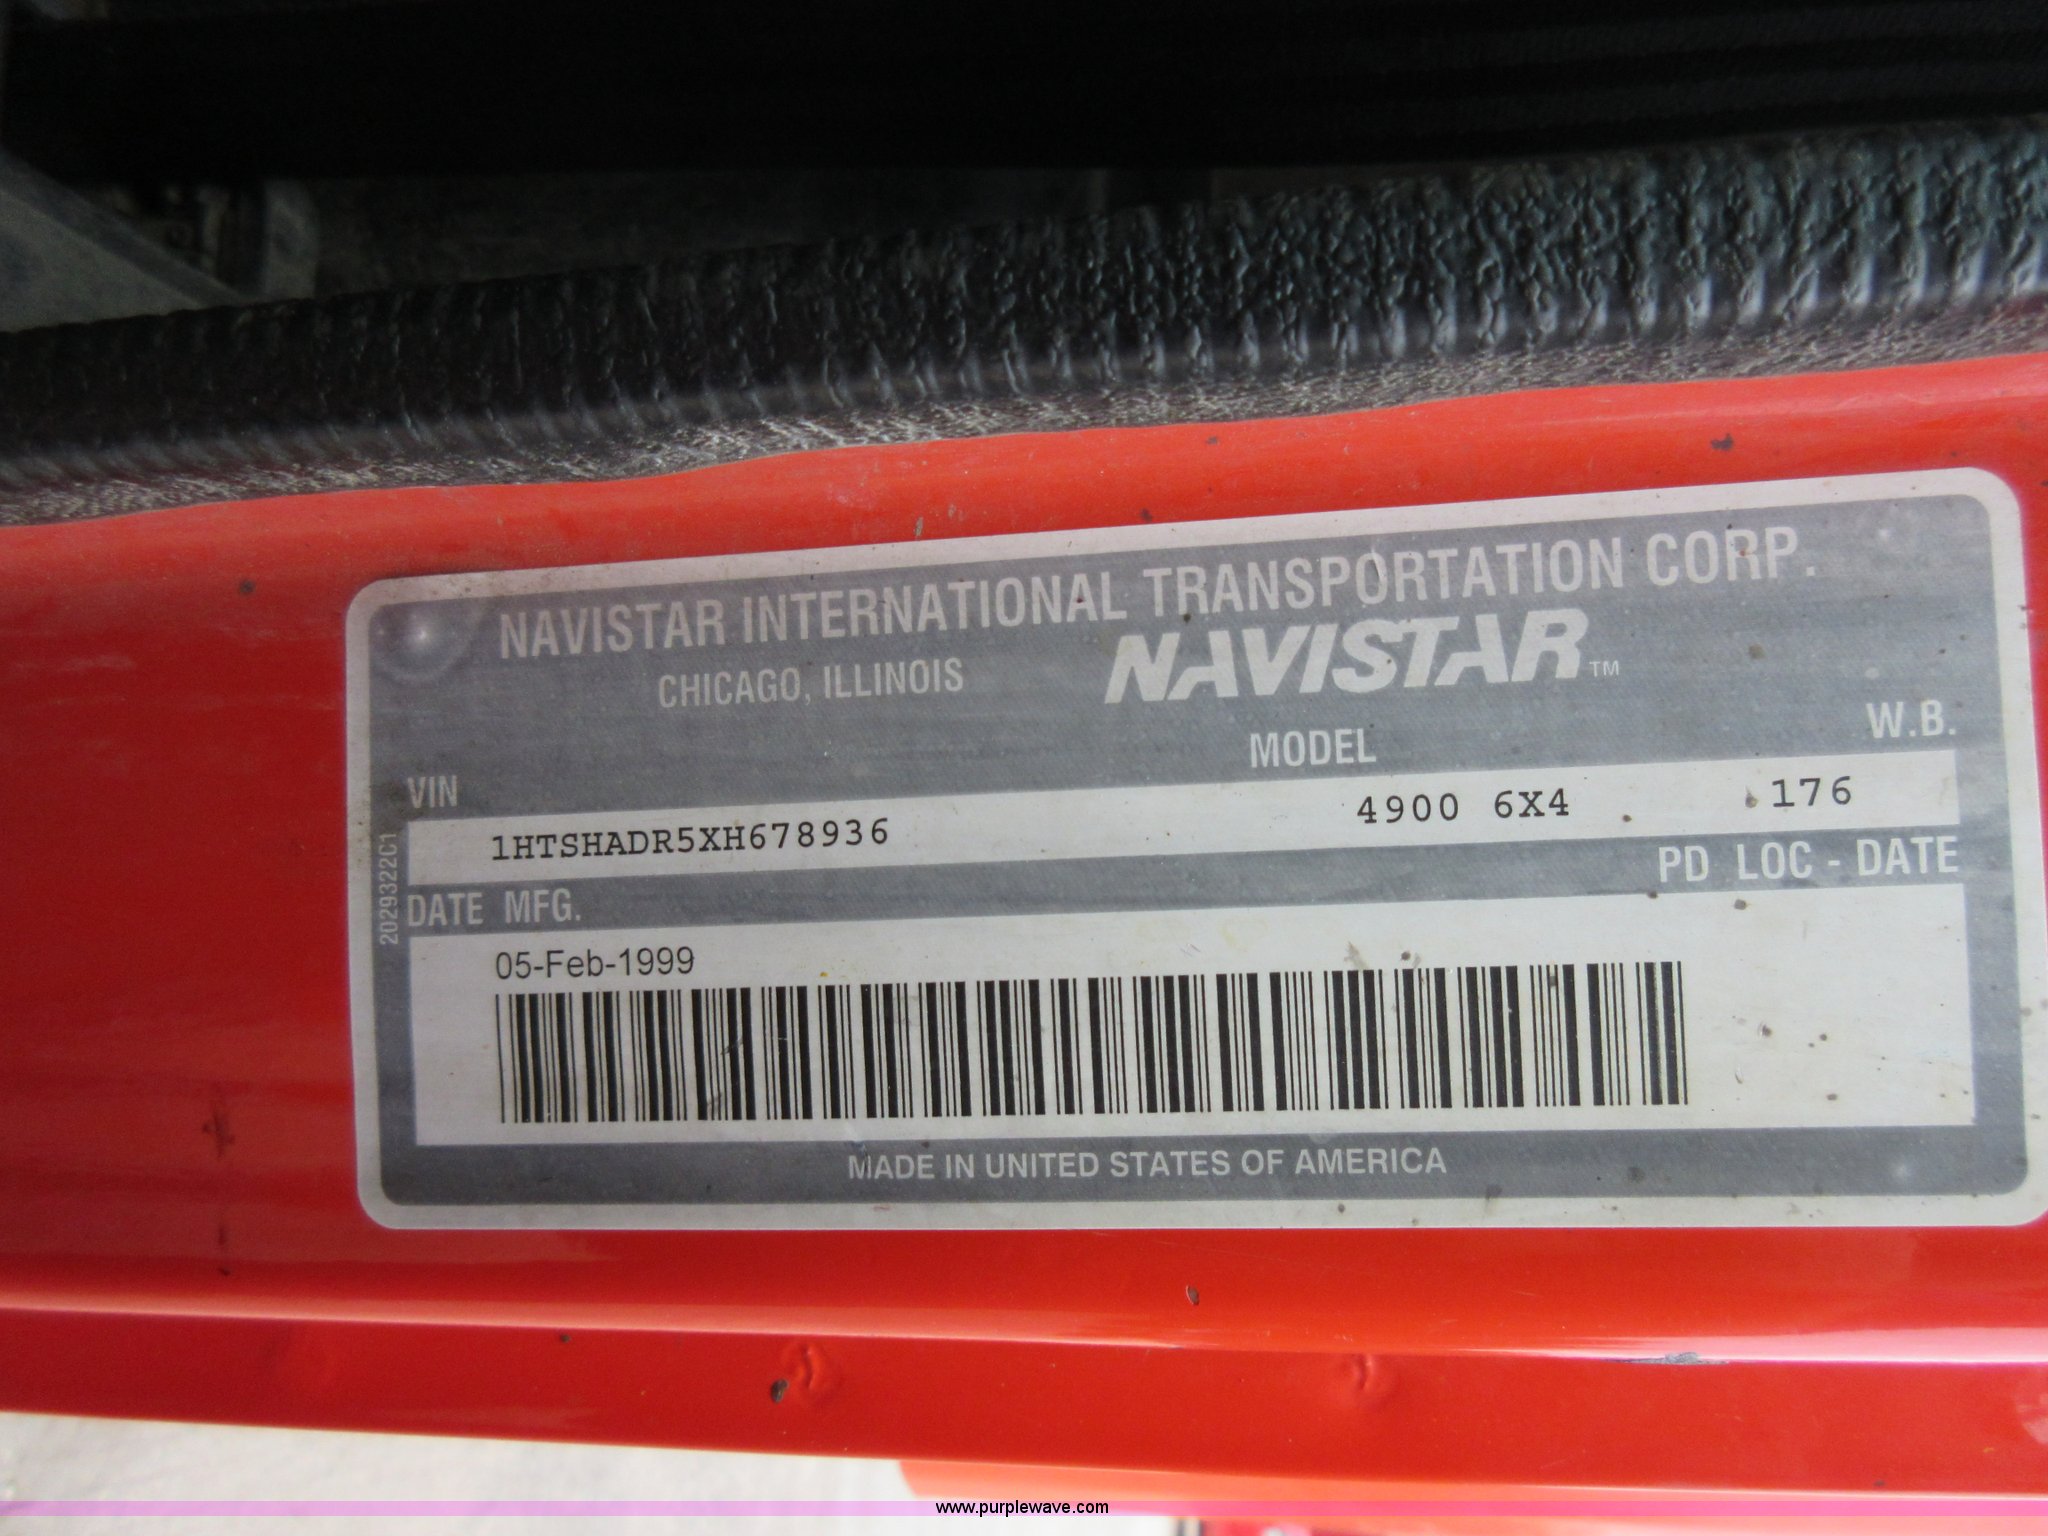 NAVISTAR INTERNATIONAL TRANSPORTATION CORP.
CHICAGO, ILLINOIS NAVISTAR™
VIN MODEL W.B.
1HTSHADR5XH678936 4900 6X4 176
DATE MFG. PD LOC - DATE
05-Feb-1999
2029322C1
MADE IN UNITED STATES OF AMERICA
www.purplewave.com